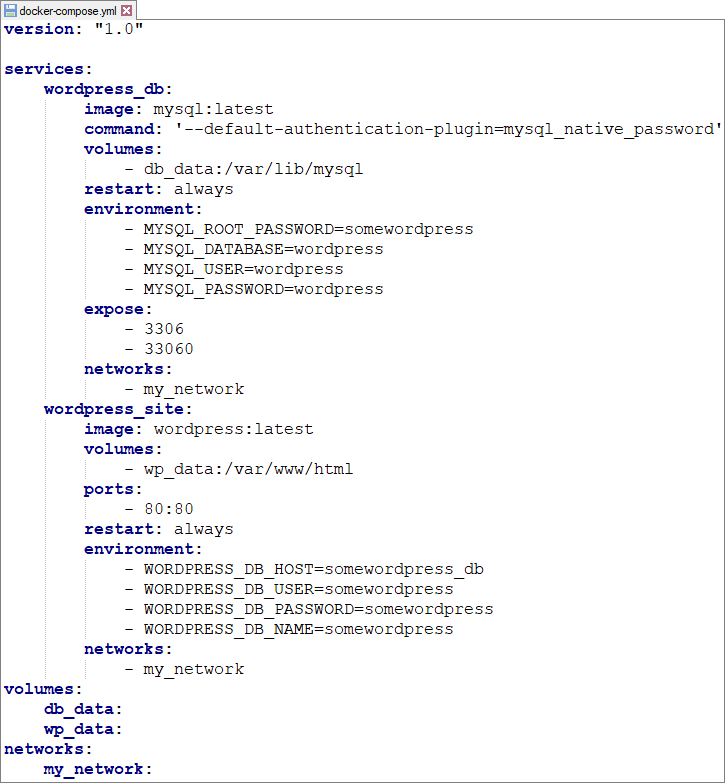 docker-compose.yml
version: "1.0"
services:
wordpress_db:
image: mysql:latest
command: '--default-authentication-plugin=mysql_native_password'
volumes:
- db_data:/var/lib/mysql
restart: always
environment:
- MYSQL_ROOT_PASSWORD=somewordpress
- MYSQL_DATABASE=wordpress
- MYSQL_USER=wordpress
- MYSQL_PASSWORD=wordpress
expose:
- 3306
- 33060
networks:
- my_network
wordpress_site:
image: wordpress:latest
volumes:
- wp_data:/var/www/html
ports:
- 80:80
restart: always
environment:
- WORDPRESS_DB_HOST=somewordpress_db
- WORDPRESS_DB_USER=somewordpress
- WORDPRESS_DB_PASSWORD=somewordpress
- WORDPRESS_DB_NAME=somewordpress
networks:
- my_network
volumes:
db_data:
wp_data:
networks:
my_network: